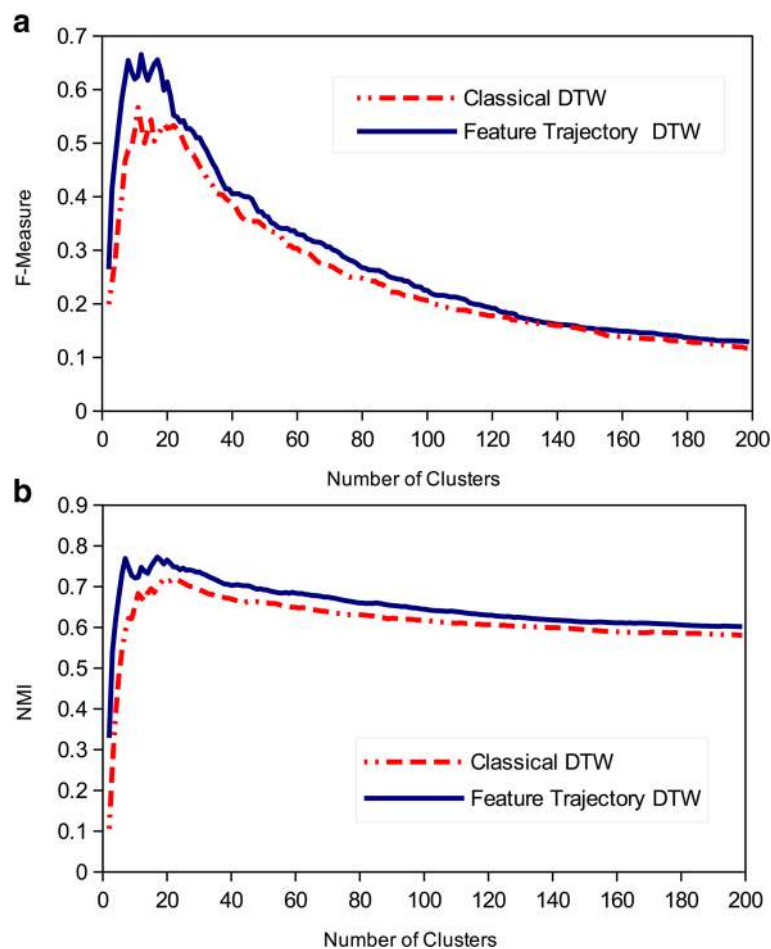 a
0.7
0.6
0.5
0.4
0.3
0.2
0.1
0
F-Measure
Classical DTW
Feature Trajectory DTW
0 20 40 60 80 100 120 140 160 180 200
Number of Clusters
b
0.9
0.8
0.7
0.6
0.5
0.4
0.3
0.2
0.1
0
NMI
Classical DTW
Feature Trajectory DTW
0 20 40 60 80 100 120 140 160 180 200
Number of Clusters